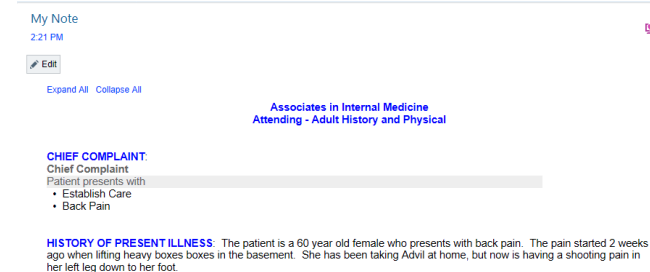 My Note
2:21 PM
Edit
Expand All Collapse All
Associates in Internal Medicine
Attending - Adult History and Physical
CHIEF COMPLAINT:
Chief Complaint
Patient presents with
• Establish Care
• Back Pain
HISTORY OF PRESENT ILLNESS: The patient is a 60 year old female who presents with back pain. The pain started 2 weeks
ago when lifting heavy boxes boxes in the basement. She has been taking Advil at home, but now is having a shooting pain in
her left leg down to her foot.